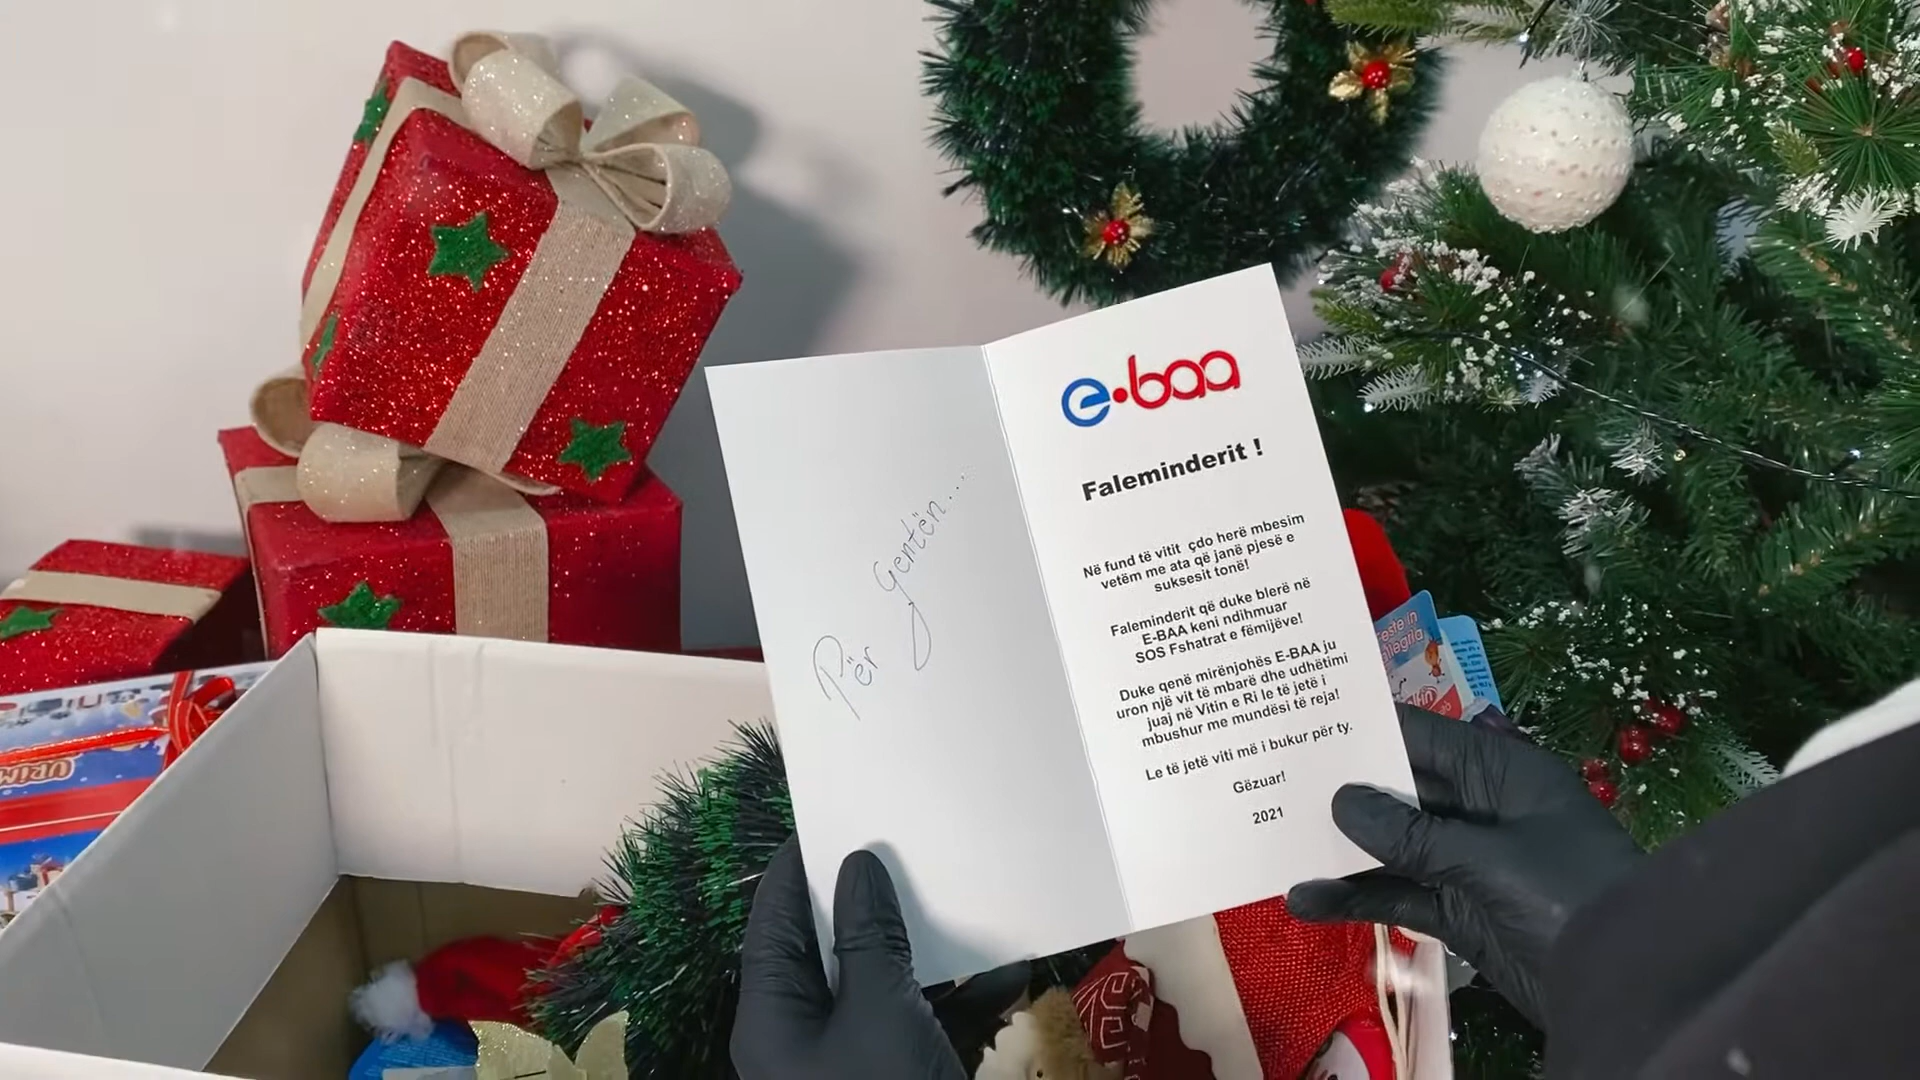 Për Gentën....
e·baa
Faleminderit !
Në fund të vitit çdo herë mbesim
vetëm me ata që janë pjesë e
suksesit tonë!
Faleminderit që duke blerë në
E-BAA keni ndihmuar
SOS Fshatrat e fëmijëve!
Duke qenë mirënjohës E-BAA ju
uron një vit të mbarë dhe udhëtimi
juaj në Vitin e Ri le të jetë i
mbushur me mundësi të reja!
Le të jetë viti më i bukur për ty.
Gëzuar!
2021